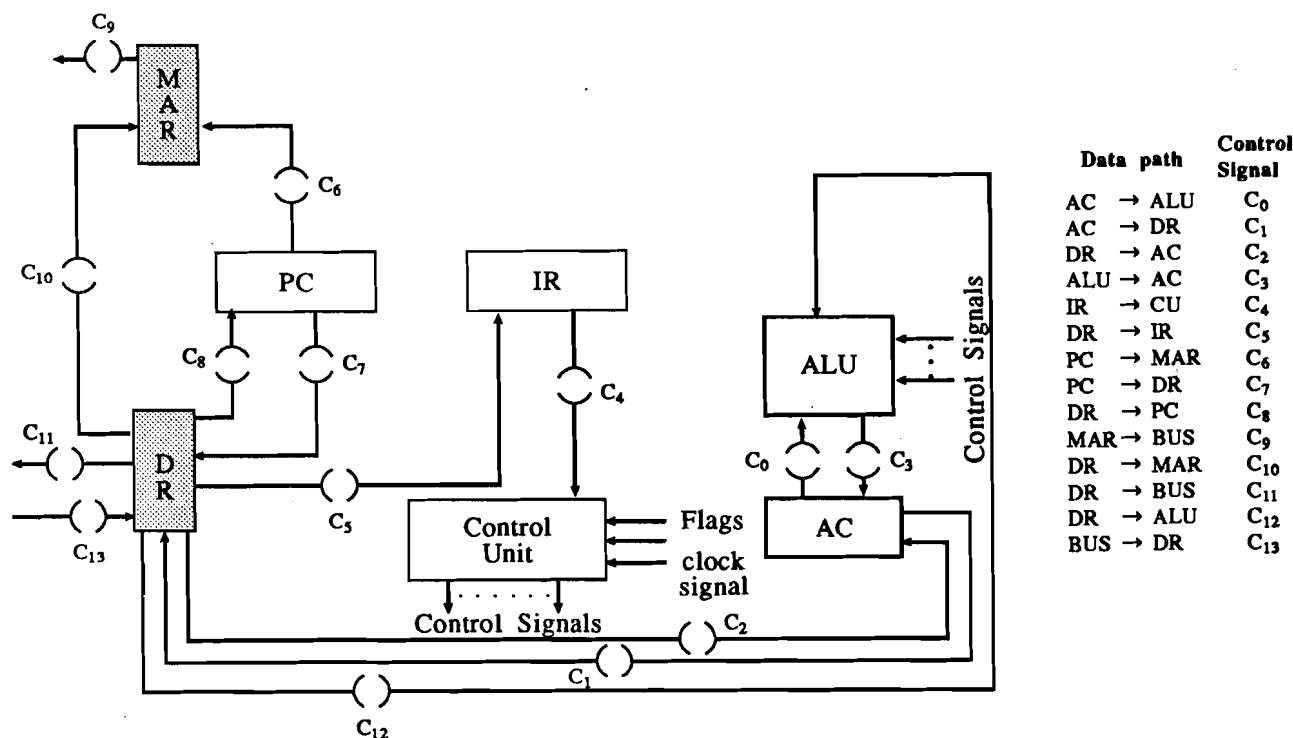 C9
MAR
C6
C10
PC
IR
C8
C7
C4
C11
DR
C13
C5
Control
Unit
Flags
clock
signal
Control Signals
ALU
Control Signals
C0
C3
AC
C2
C1
C12
Data path Control Signal
AC → ALU C0
AC → DR C1
DR → AC C2
ALU → AC C3
IR → CU C4
DR → IR C5
PC → MAR C6
PC → DR C7
DR → PC C8
MAR → BUS C9
DR → MAR C10
DR → BUS C11
DR → ALU C12
BUS → DR C13